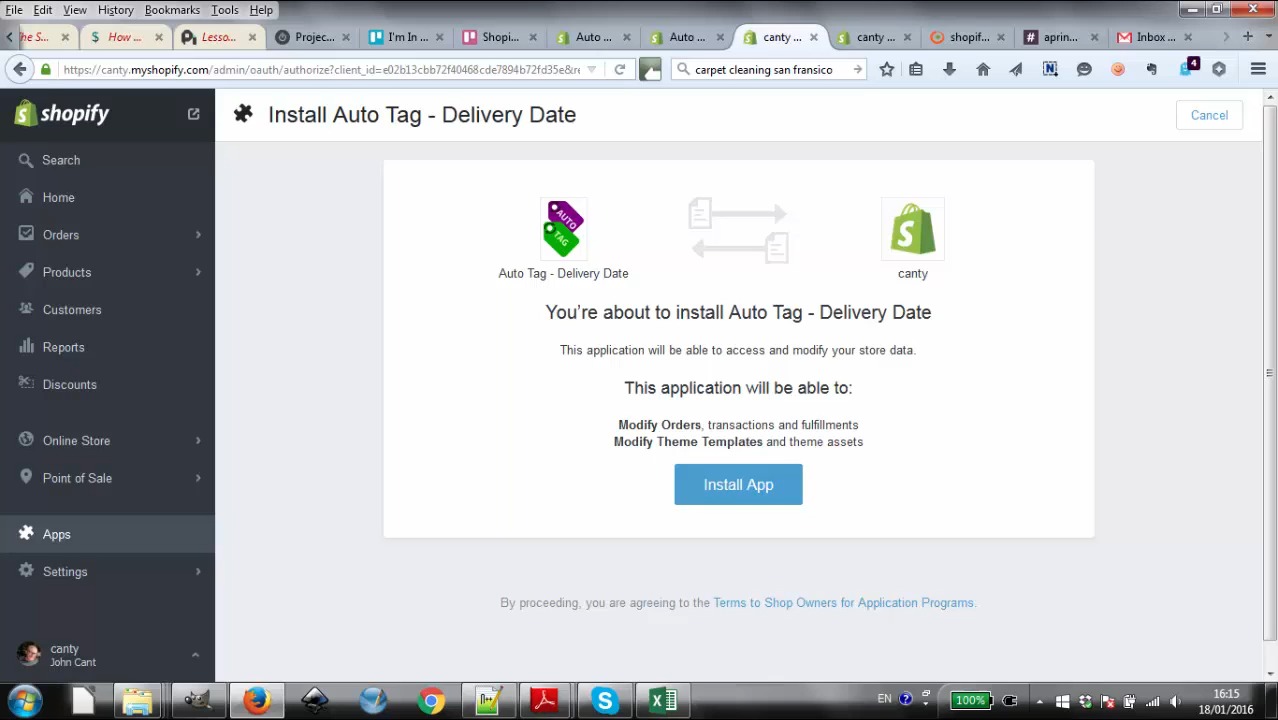 File Edit View History Bookmarks Tools Help
he S... How ... Lesso... Projec... I'm In ... Shopi... Auto ... Auto ... canty ... canty ... shopif... aprin... Inbox ...
https://canty.myshopify.com/admin/oauth/authorize?client_id=e02b13cbb72f40468cde7894b72fd35e&re
carpet cleaning san fransico
4
shopify
Install Auto Tag - Delivery Date
Cancel
Search
Home
Orders
Products
Customers
Reports
Discounts
Online Store
Point of Sale
Apps
Settings
canty
John Cant
AUTO
TAG
Auto Tag - Delivery Date
canty
You’re about to install Auto Tag - Delivery Date
This application will be able to access and modify your store data.
This application will be able to:
Modify Orders, transactions and fulfillments
Modify Theme Templates and theme assets
Install App
By proceeding, you are agreeing to the Terms to Shop Owners for Application Programs.
EN
100%
16:15
18/01/2016